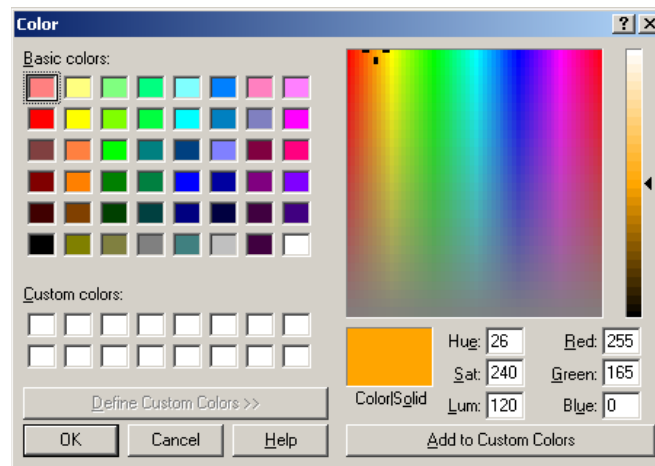 Color
Basic colors:
Custom colors:
Define Custom Colors >>
OK Cancel Help
Color|Solid
Hue: 26 Red: 255
Sat: 240 Green: 165
Lum: 120 Blue: 0
Add to Custom Colors